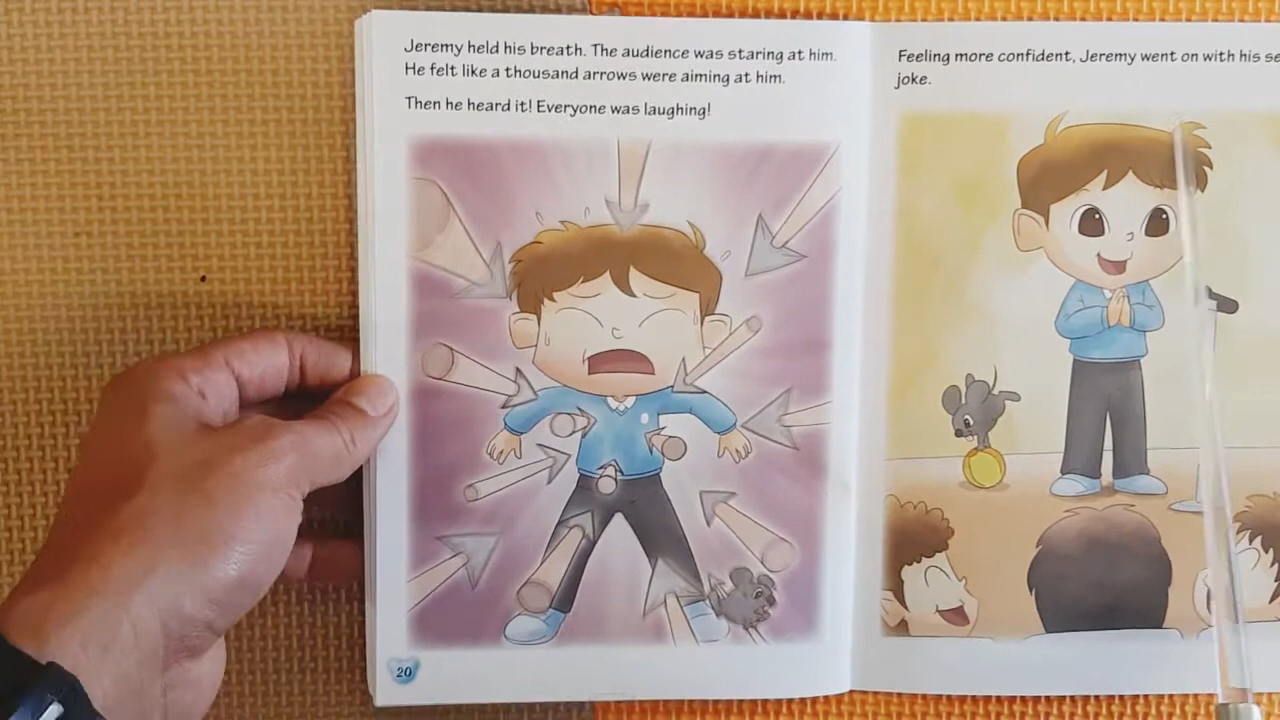 Jeremy held his breath. The audience was staring at him.
He felt like a thousand arrows were aiming at him.
Then he heard it! Everyone was laughing!
20
Feeling more confident, Jeremy went on with his
joke.